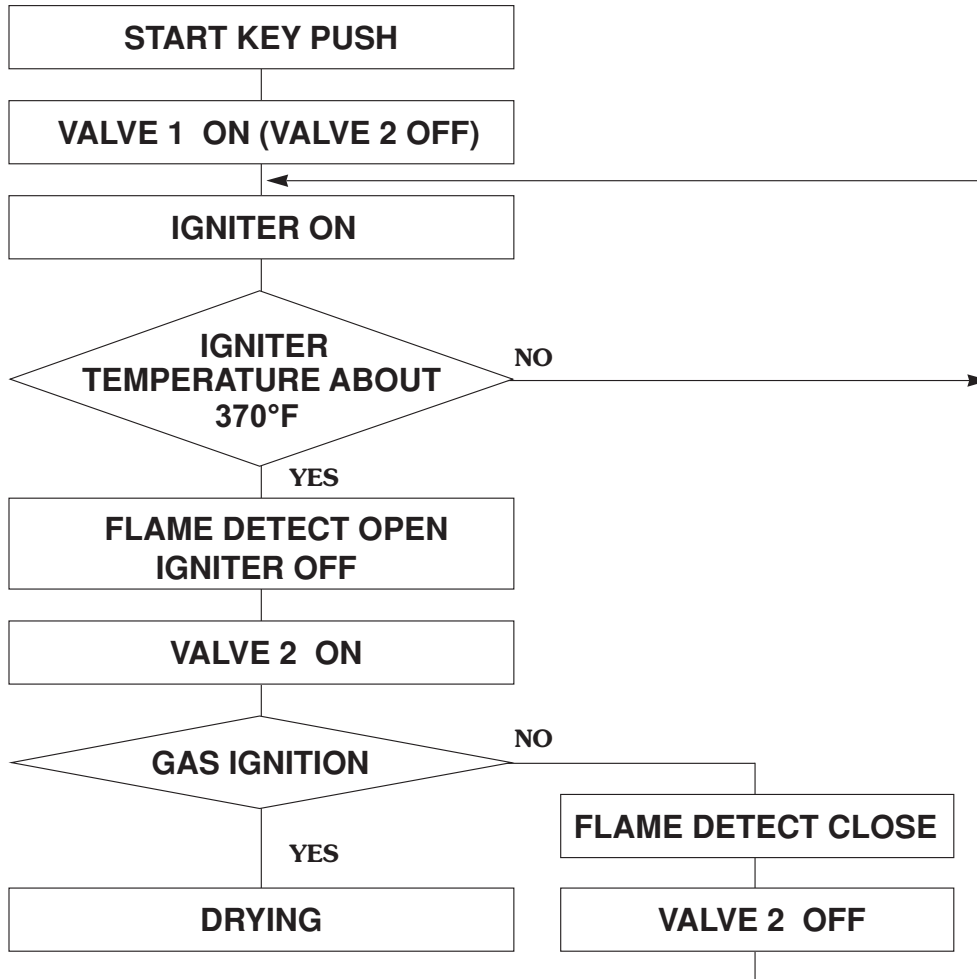 START KEY PUSH
VALVE 1 ON (VALVE 2 OFF)
IGNITER ON
IGNITER
TEMPERATURE ABOUT
370°F
NO
YES
FLAME DETECT OPEN
IGNITER OFF
VALVE 2 ON
GAS IGNITION
NO
FLAME DETECT CLOSE
YES
DRYING
VALVE 2 OFF